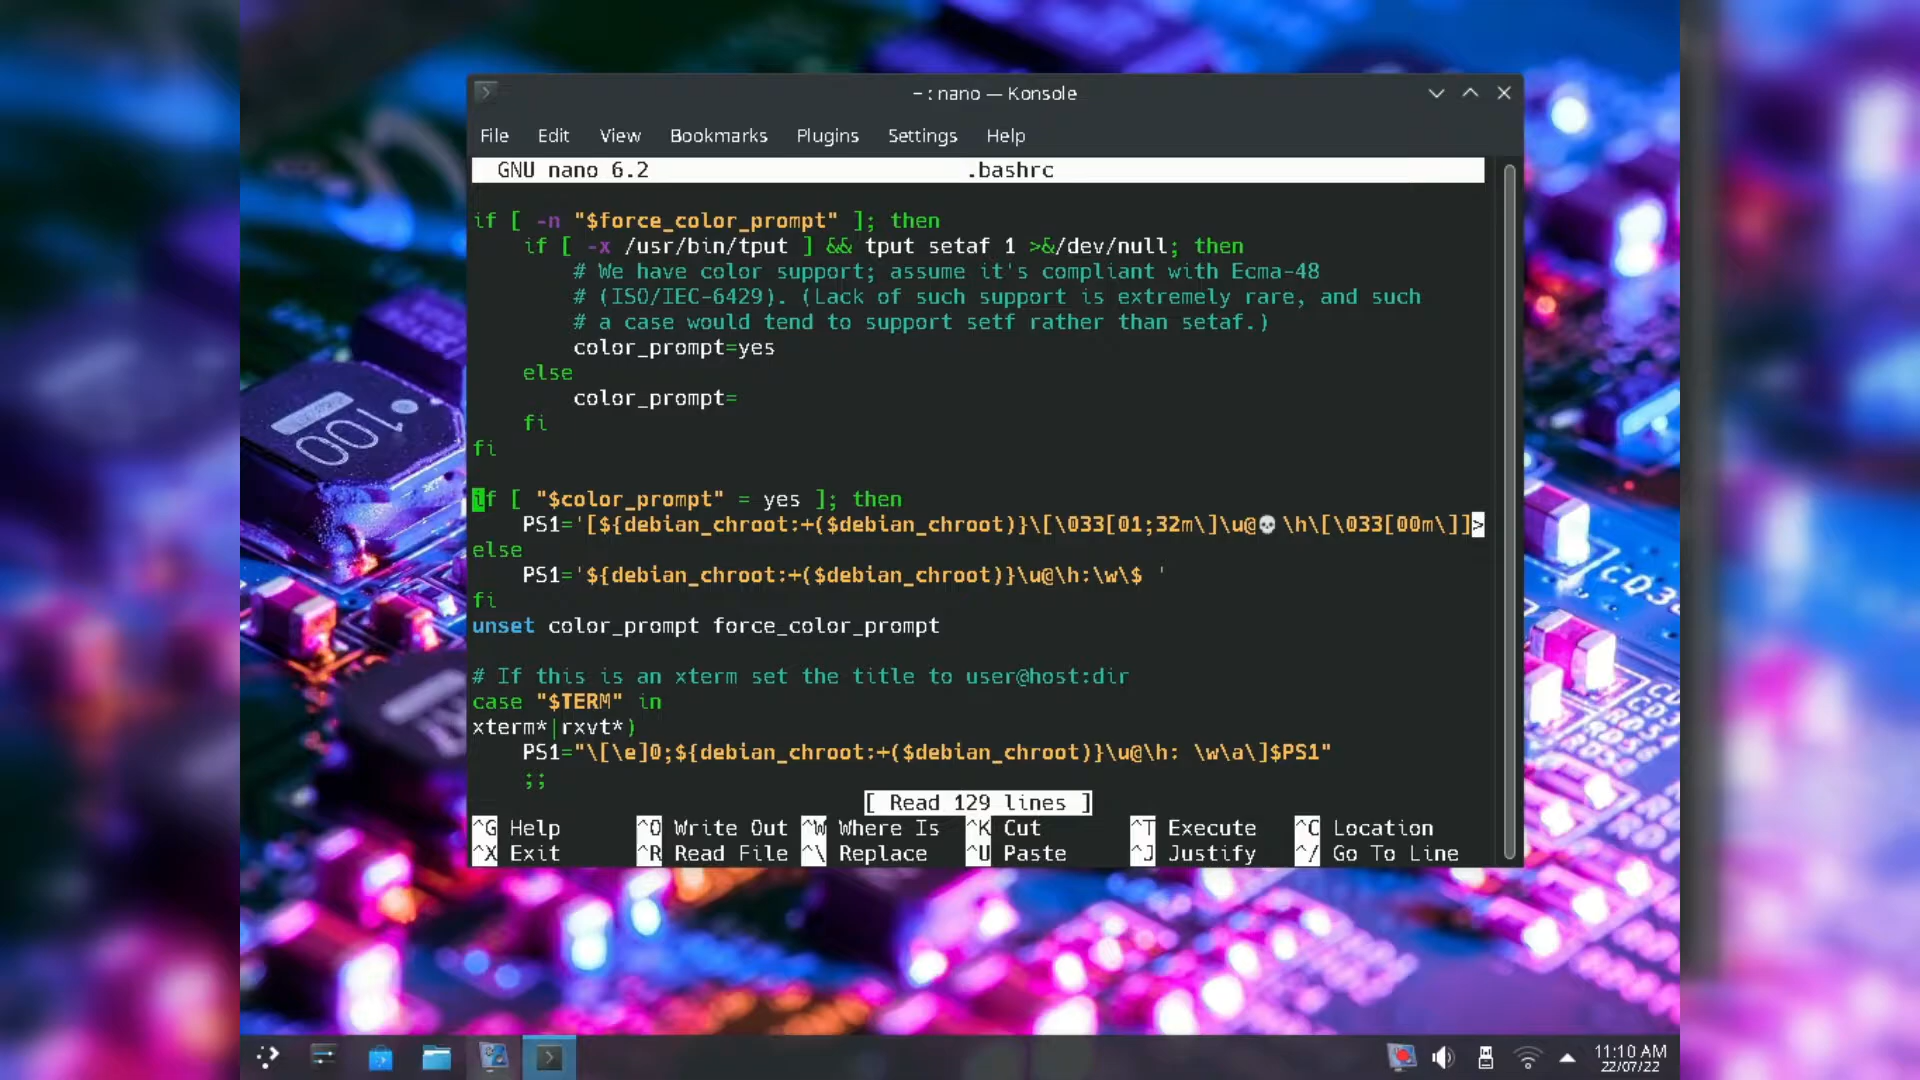 ~ : nano — Konsole
File Edit View Bookmarks Plugins Settings Help
GNU nano 6.2 .bashrc
if [ -n "$force_color_prompt" ]; then
if [ -x /usr/bin/tput ] && tput setaf 1 >&/dev/null; then
# We have color support; assume it's compliant with Ecma-48
# (ISO/IEC-6429). (Lack of such support is extremely rare, and such
# a case would tend to support setf rather than setaf.)
color_prompt=yes
else
color_prompt=
fi
fi
if [ "$color_prompt" = yes ]; then
PS1='[${debian_chroot:+($debian_chroot)}\[\033[01;32m\]\u@💀\h\[\033[00m\]]>
else
PS1='${debian_chroot:+($debian_chroot)}\u@\h:\w\$ '
fi
unset color_prompt force_color_prompt
# If this is an xterm set the title to user@host:dir
case "$TERM" in
xterm*|rxvt*)
PS1="\[\e]0;${debian_chroot:+($debian_chroot)}\u@\h: \w\a\]$PS1"
;;
[ Read 129 lines ]
^G Help ^O Write Out ^W Where Is ^K Cut ^T Execute ^C Location
^X Exit ^R Read File ^\ Replace ^U Paste ^J Justify ^/ Go To Line
100
11:10 AM
22/07/22